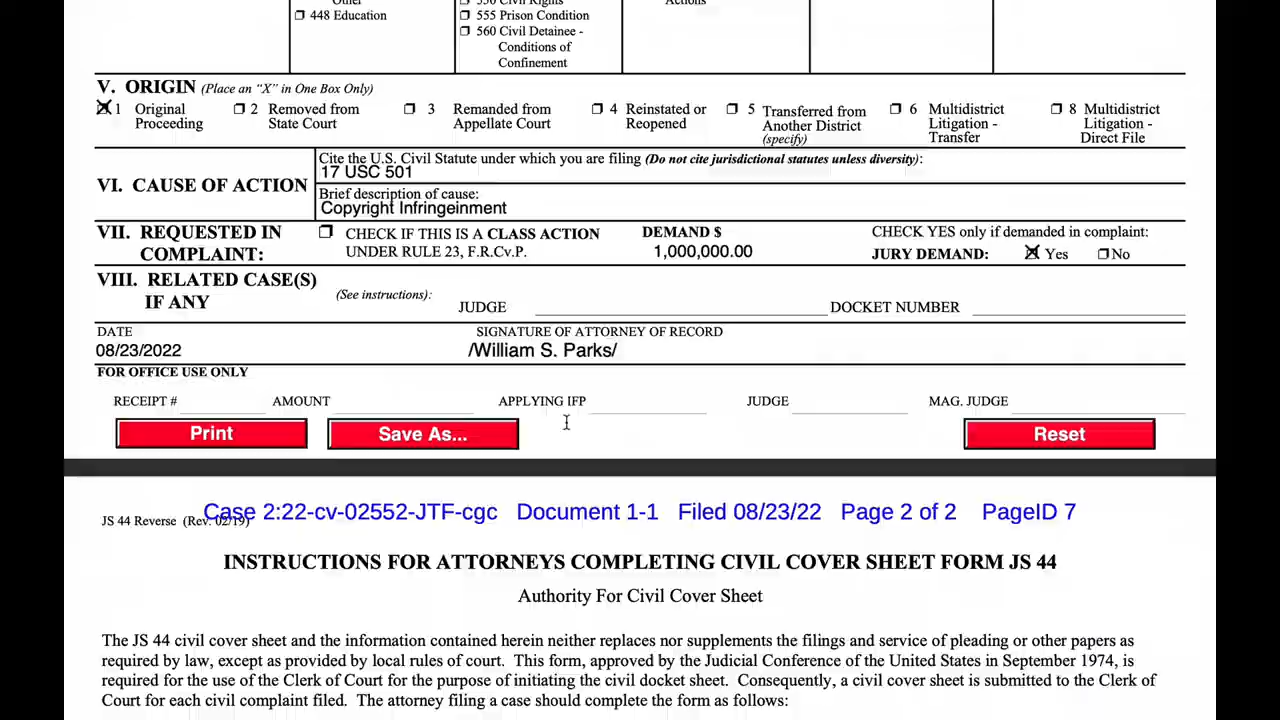 448 Education
555 Prison Condition
560 Civil Detainee -
Conditions of
Confinement
V. ORIGIN (Place an “X” in One Box Only)
1 Original
Proceeding
2 Removed from
State Court
3 Remanded from
Appellate Court
4 Reinstated or
Reopened
5 Transferred from
Another District
(specify)
6 Multidistrict
Litigation -
Transfer
8 Multidistrict
Litigation -
Direct File
VI. CAUSE OF ACTION
Cite the U.S. Civil Statute under which you are filing (Do not cite jurisdictional statutes unless diversity):
17 USC 501
Brief description of cause:
Copyright Infringeinment
VII. REQUESTED IN
COMPLAINT:
CHECK IF THIS IS A CLASS ACTION
UNDER RULE 23, F.R.Cv.P.
DEMAND $
1,000,000.00
CHECK YES only if demanded in complaint:
JURY DEMAND: Yes No
VIII. RELATED CASE(S)
IF ANY
(See instructions):
JUDGE DOCKET NUMBER
DATE
08/23/2022
SIGNATURE OF ATTORNEY OF RECORD
/William S. Parks/
FOR OFFICE USE ONLY
RECEIPT # AMOUNT APPLYING IFP JUDGE MAG. JUDGE
Print Save As... Reset
Case 2:22-cv-02552-JTF-cgc Document 1-1 Filed 08/23/22 Page 2 of 2 PageID 7
JS 44 Reverse (Rev. 02/19)
INSTRUCTIONS FOR ATTORNEYS COMPLETING CIVIL COVER SHEET FORM JS 44
Authority For Civil Cover Sheet
The JS 44 civil cover sheet and the information contained herein neither replaces nor supplements the filings and service of pleading or other papers as
required by law, except as provided by local rules of court. This form, approved by the Judicial Conference of the United States in September 1974, is
required for the use of the Clerk of Court for the purpose of initiating the civil docket sheet. Consequently, a civil cover sheet is submitted to the Clerk of
Court for each civil complaint filed. The attorney filing a case should complete the form as follows: